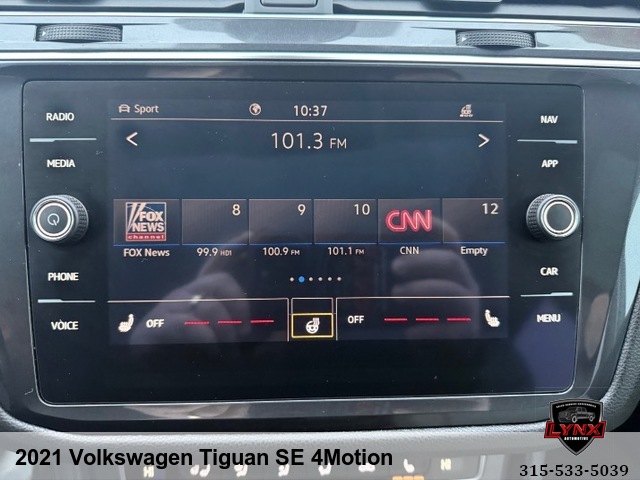 RADIO
MEDIA
PHONE
VOICE
NAV
APP
CAR
MENU
Sport 10:37
< 101.3 FM >
FOX NEWS channel 8 9 10 CNN 12
FOX News 99.9 HD1 100.9 FM 101.1 FM CNN Empty
OFF OFF
2021 Volkswagen Tiguan SE 4Motion
LYNX
AUTOMOTIVE
315-533-5039